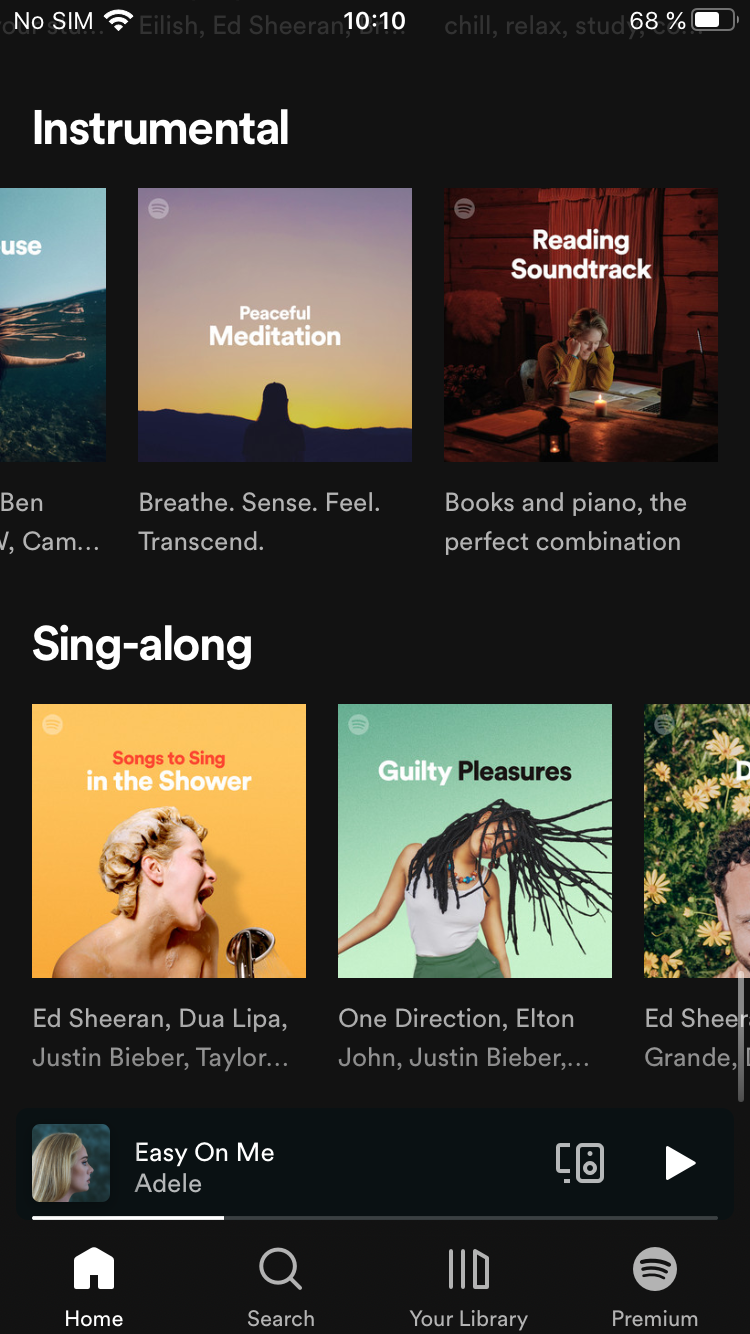 No SIM 10:10 68 %
Eilish, Ed Sheeran, chill, relax, study,
Instrumental
use
Peaceful
Meditation
Reading
Soundtrack
Ben
Breathe. Sense. Feel.
Transcend.
Books and piano, the
perfect combination
Cam...
Sing-along
Songs to Sing
in the Shower
Guilty Pleasures
D
Ed Sheeran, Dua Lipa,
Justin Bieber, Taylor...
One Direction, Elton
John, Justin Bieber,...
Ed Sheer
Grande,
Easy On Me
Adele
Home
Search
Your Library
Premium